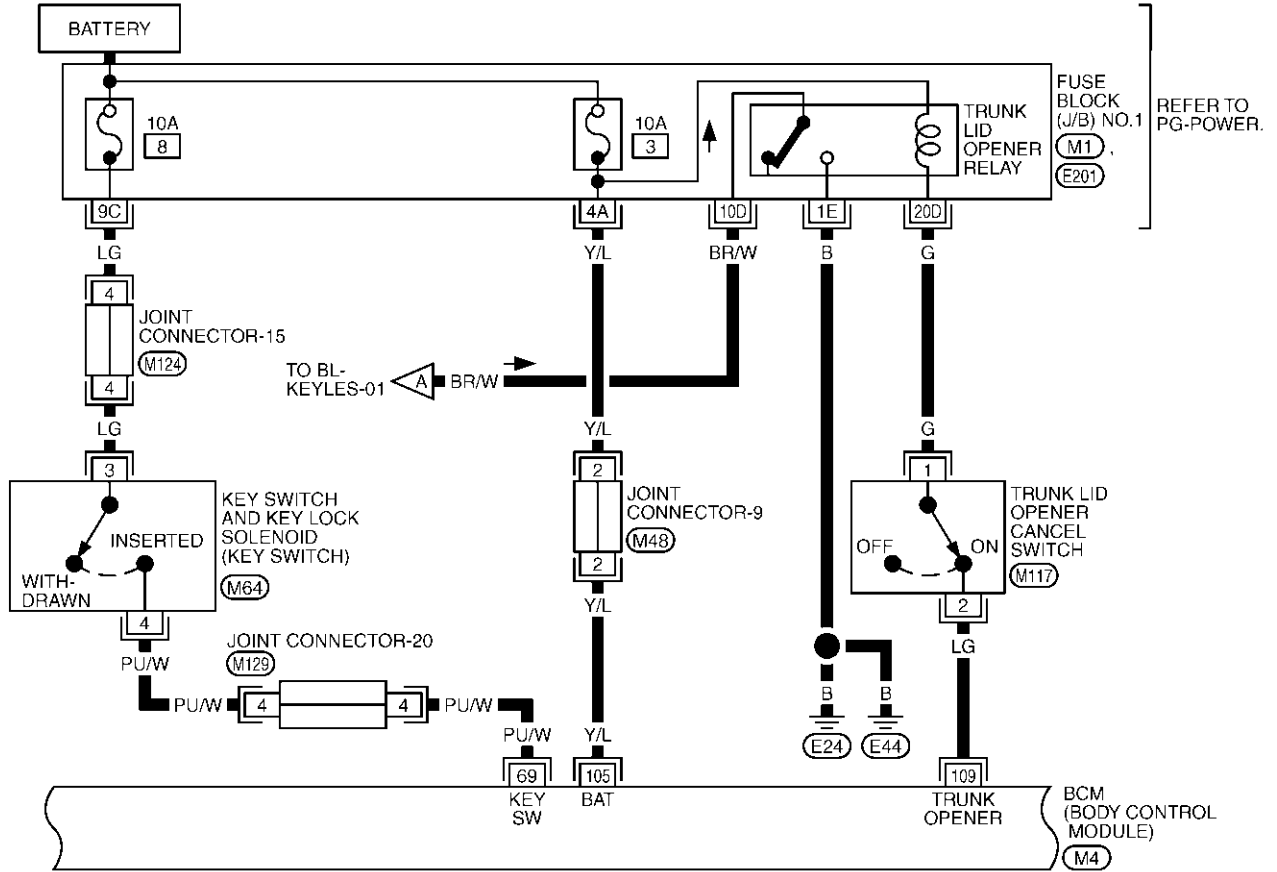 BATTERY
10A
8
10A
3
TRUNK
LID
OPENER
RELAY
FUSE
BLOCK
(J/B) NO.1
M1 ,
E201
REFER TO
PG-POWER.
9C
4A
10D
1E
20D
LG
Y/L
BR/W
B
G
4
JOINT
CONNECTOR-15
M124
4
TO BL-
KEYLES-01
A
BR/W
LG
Y/L
G
3
2
1
KEY SWITCH
AND KEY LOCK
SOLENOID
(KEY SWITCH)
M64
INSERTED
WITH-
DRAWN
4
JOINT
CONNECTOR-9
M48
2
TRUNK LID
OPENER
CANCEL
SWITCH
M117
OFF
ON
2
PU/W
Y/L
LG
JOINT CONNECTOR-20
M129
PU/W
4
4
PU/W
PU/W
Y/L
B
B
E24
E44
69
105
109
KEY
SW
BAT
TRUNK
OPENER
BCM
(BODY CONTROL
MODULE)
M4